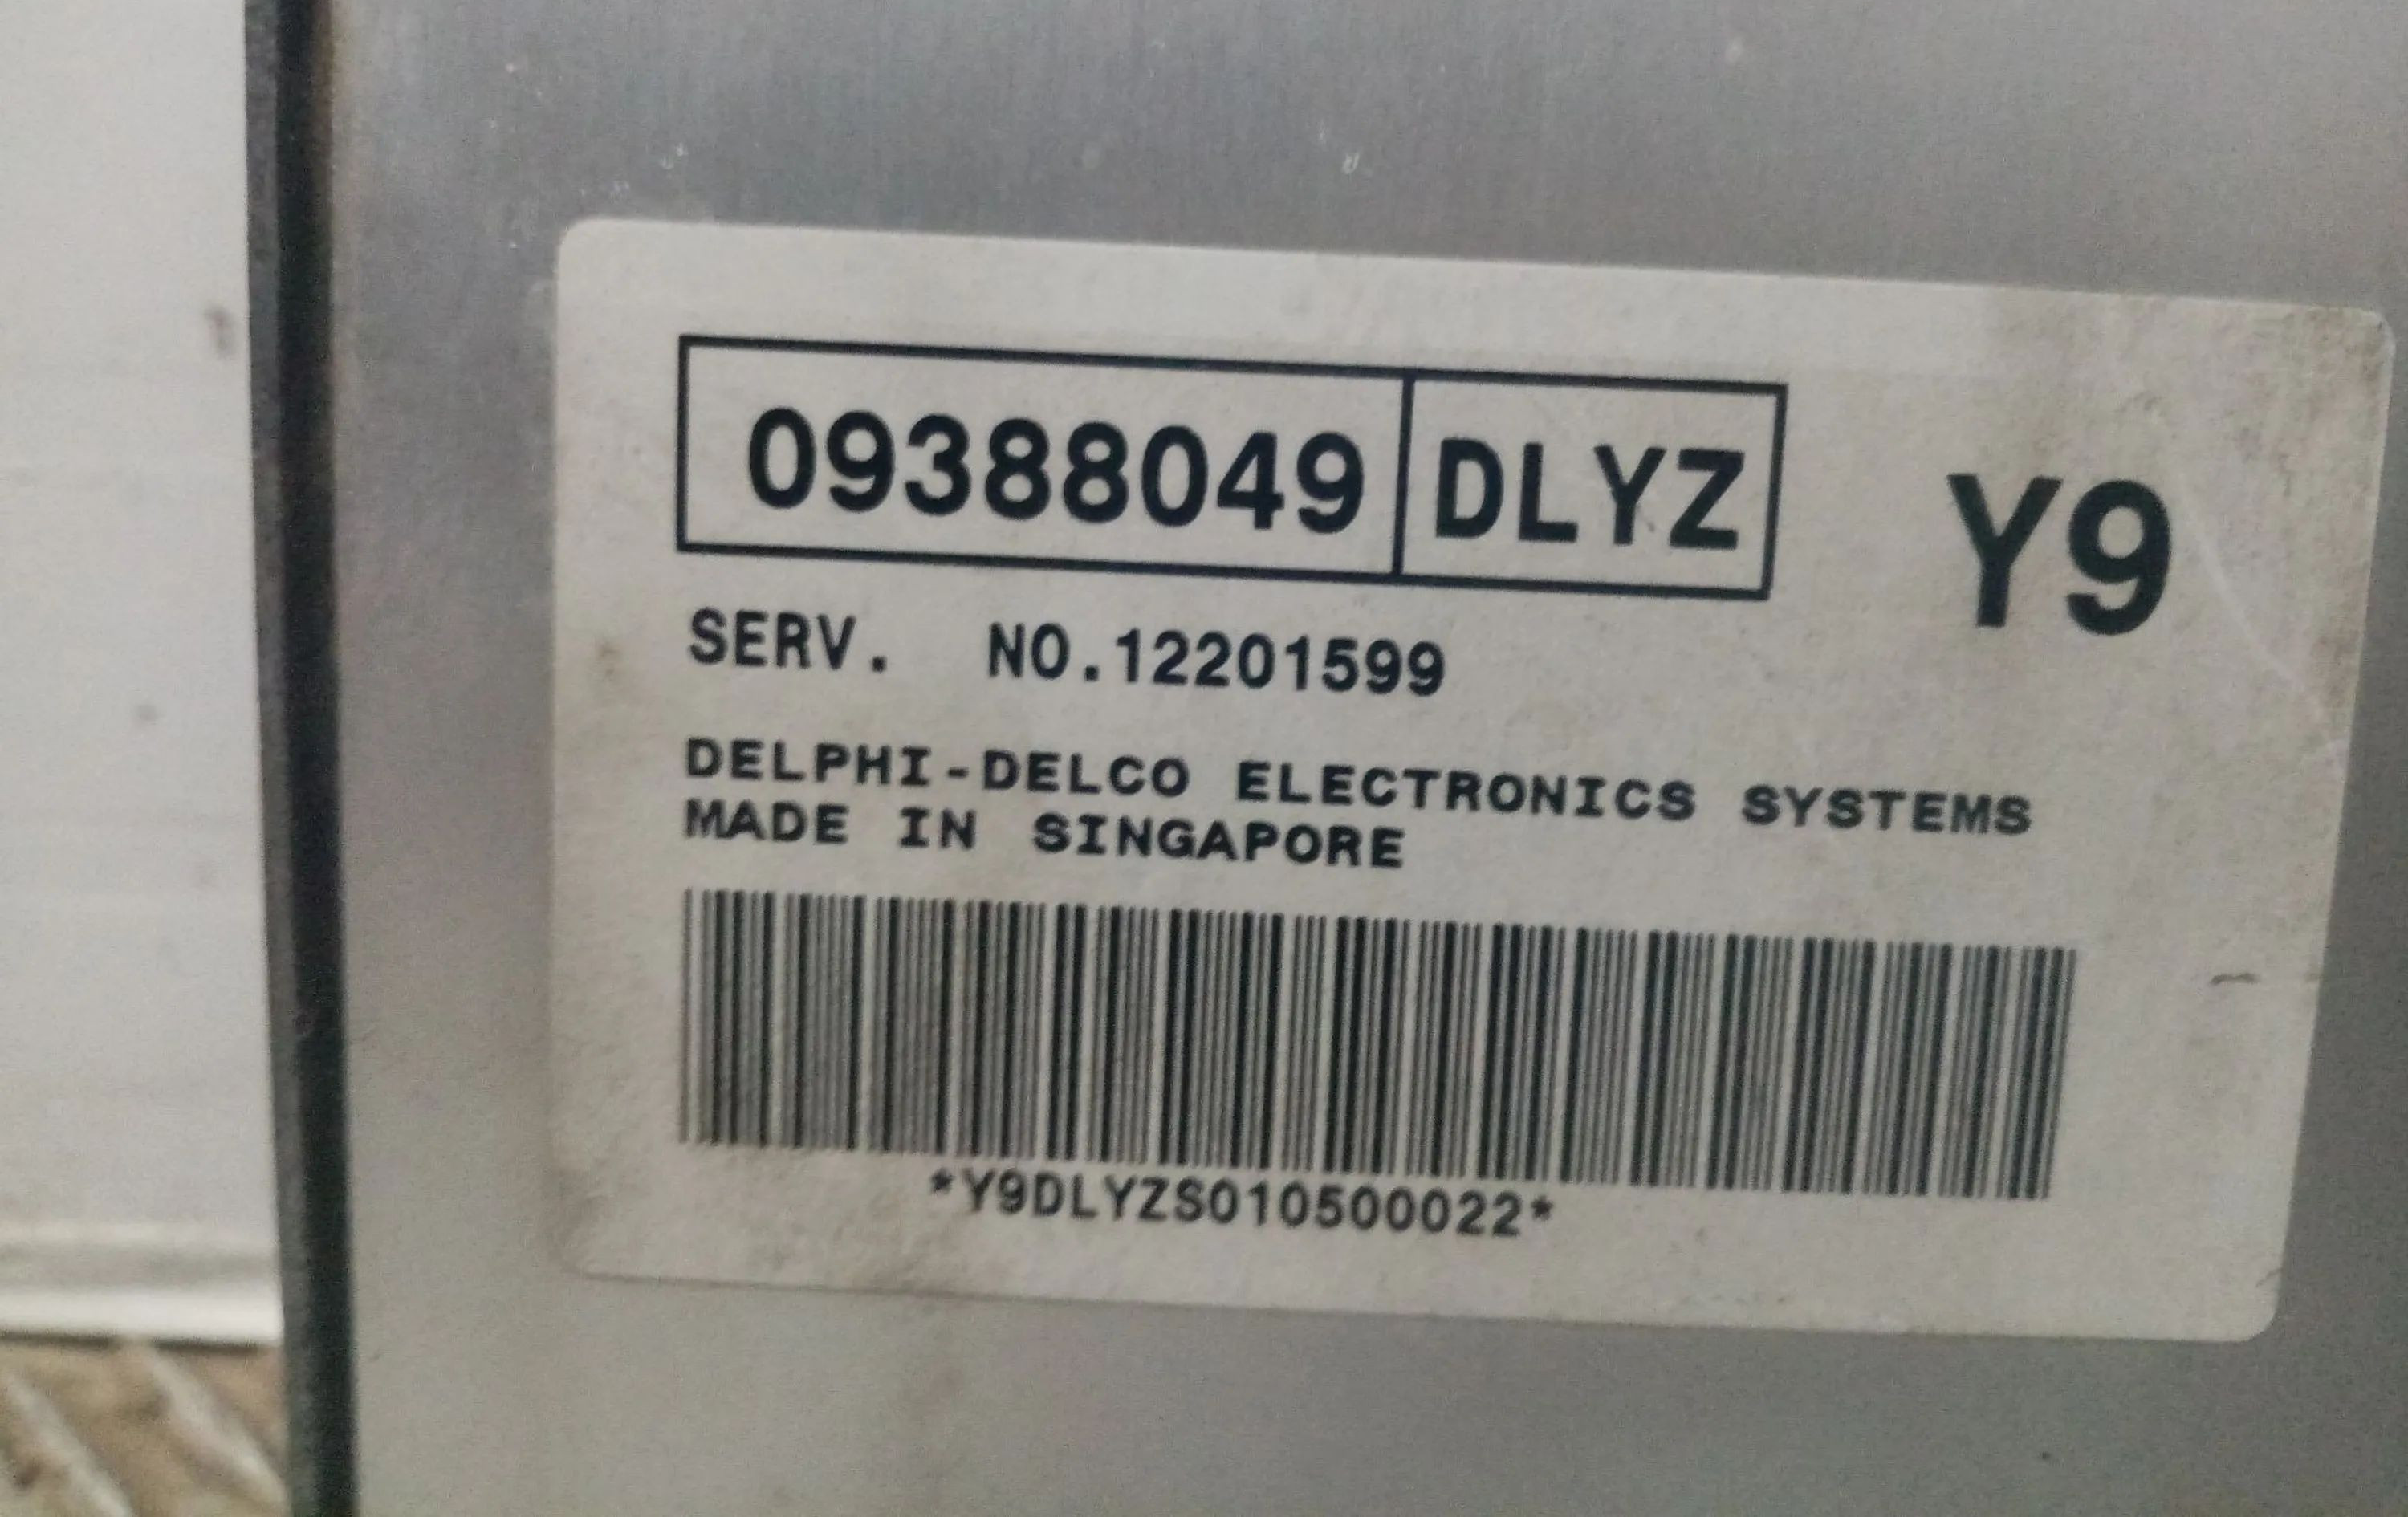 09388049 DLYZ Y9
SERV. NO.12201599
DELPHI-DELCO ELECTRONICS SYSTEMS
MADE IN SINGAPORE
*Y9DLYZS010500022*